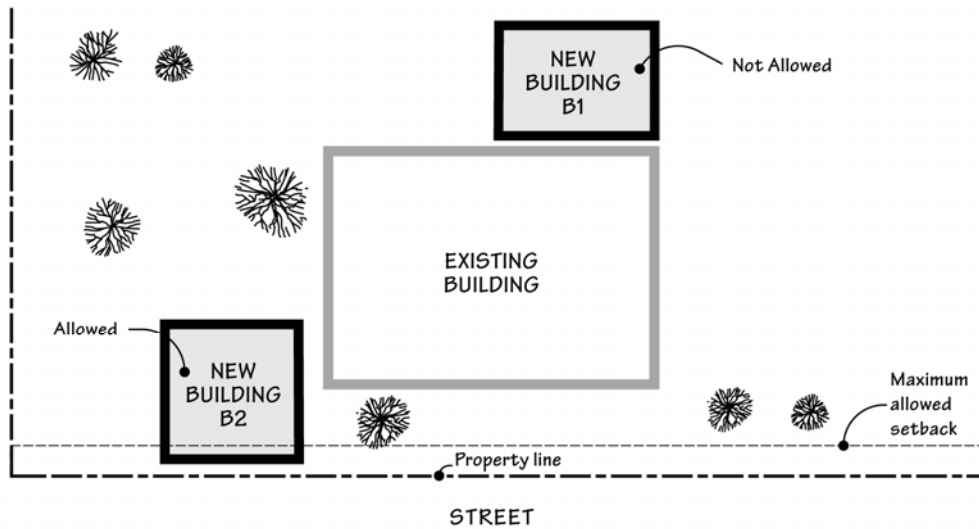 NEW
BUILDING
B1
Not Allowed
EXISTING
BUILDING
Allowed
NEW
BUILDING
B2
Maximum
allowed
setback
Property line
STREET